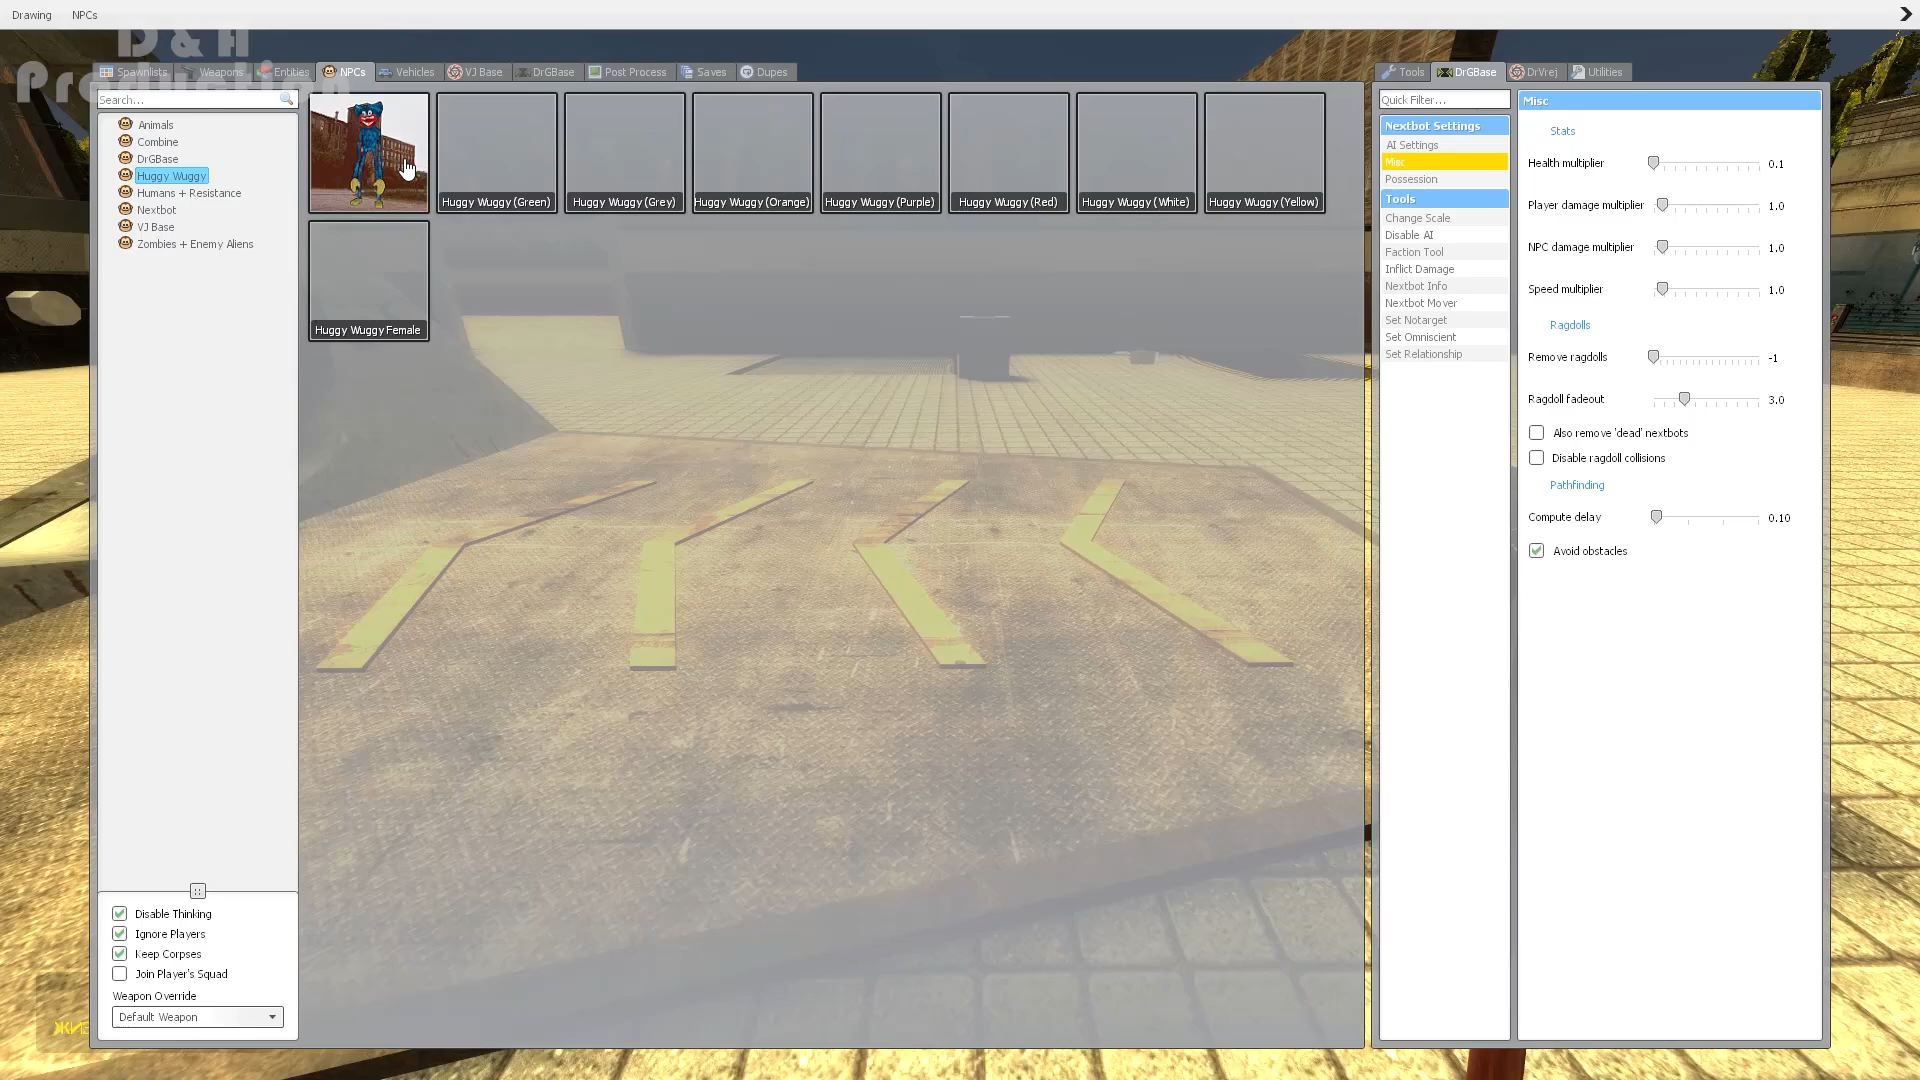 Drawing NPCs
D & A
Production
Spawnlists Weapons Entities NPCs Vehicles VJ Base DrGBase Post Process Saves Dupes
Search...
Animals
Combine
DrGBase
Huggy Wuggy
Humans + Resistance
Nextbot
VJ Base
Zombies + Enemy Aliens
Huggy Wuggy (Green) Huggy Wuggy (Grey) Huggy Wuggy (Orange) Huggy Wuggy (Purple) Huggy Wuggy (Red) Huggy Wuggy (White) Huggy Wuggy (Yellow)
Huggy Wuggy Female
Disable Thinking
Ignore Players
Keep Corpses
Join Player's Squad
Weapon Override
Default Weapon
Tools DrGBase DrVrej Utilities
Quick Filter...
Nextbot Settings
AI Settings
Misc
Possession
Tools
Change Scale
Disable AI
Faction Tool
Inflict Damage
Nextbot Info
Nextbot Mover
Set Notarget
Set Omniscient
Set Relationship
Misc
Stats
Health multiplier 0.1
Player damage multiplier 1.0
NPC damage multiplier 1.0
Speed multiplier 1.0
Ragdolls
Remove ragdolls -1
Ragdoll fadeout 3.0
Also remove 'dead' nextbots
Disable ragdoll collisions
Pathfinding
Compute delay 0.10
Avoid obstacles